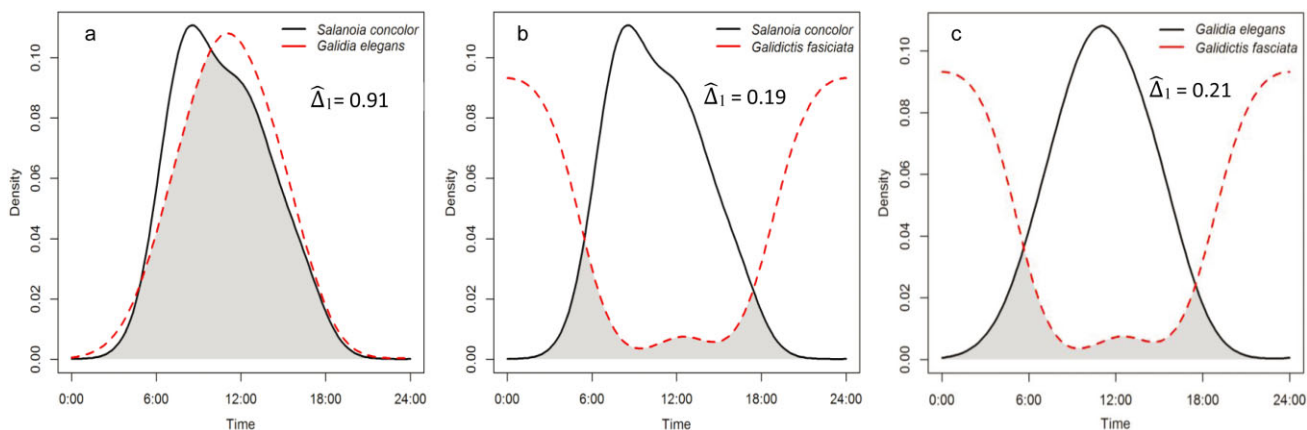 a
Salanoia concolor
Galidia elegans
Δ̂1 = 0.91
Density
0.00
0.02
0.04
0.06
0.08
0.10
0:00
6:00
12:00
18:00
24:00
Time
b
Salanoia concolor
Galidictis fasiciata
Δ̂1 = 0.19
Density
0.00
0.02
0.04
0.06
0.08
0.10
0:00
6:00
12:00
18:00
24:00
Time
c
Galidia elegans
Galidictis fasciata
Δ̂1 = 0.21
Density
0.00
0.02
0.04
0.06
0.08
0.10
0:00
6:00
12:00
18:00
24:00
Time